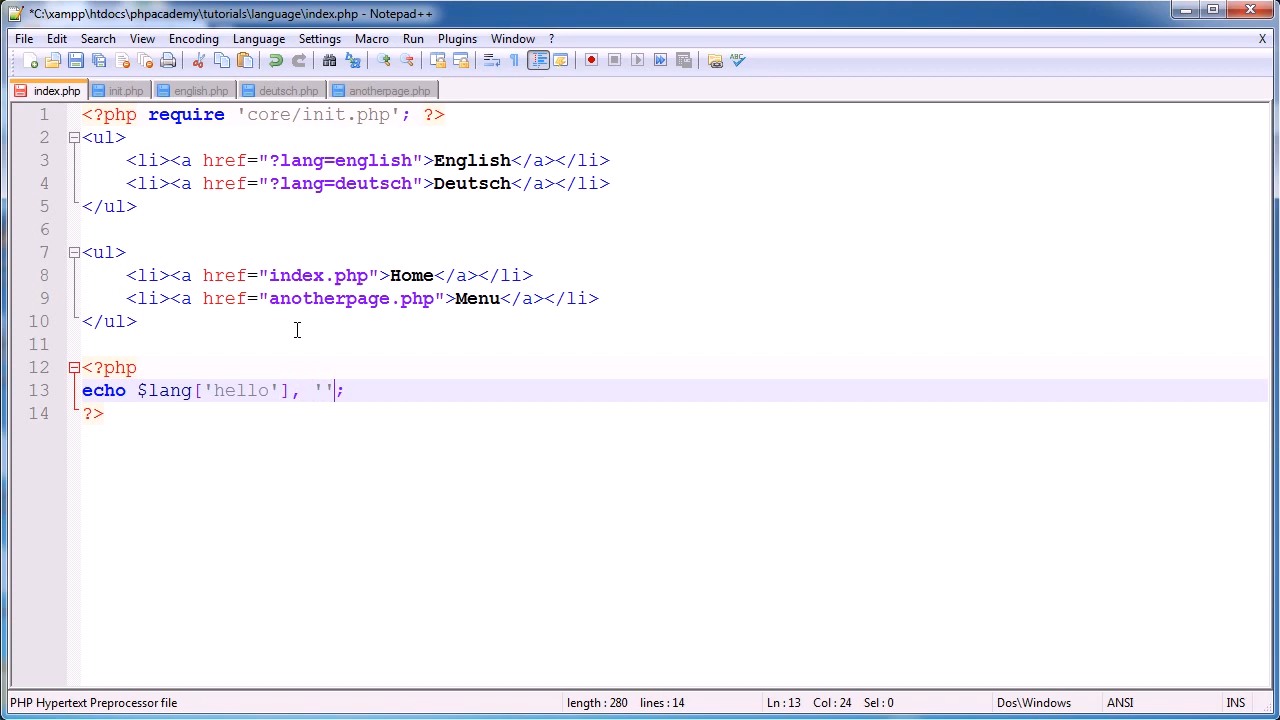 *C:\xampp\htdocs\phpacademy\tutorials\language\index.php - Notepad++
File Edit Search View Encoding Language Settings Macro Run Plugins Window ? X
index.php init.php english.php deutsch.php anotherpage.php
1 <?php require 'core/init.php'; ?>
2 <ul>
3 <li><a href="?lang=english">English</a></li>
4 <li><a href="?lang=deutsch">Deutsch</a></li>
5 </ul>
6
7 <ul>
8 <li><a href="index.php">Home</a></li>
9 <li><a href="anotherpage.php">Menu</a></li>
10 </ul>
11
12 <?php
13 echo $lang['hello'], '';
14 ?>
PHP Hypertext Preprocessor file length : 280 lines : 14 Ln : 13 Col : 24 Sel : 0 Dos\Windows ANSI INS